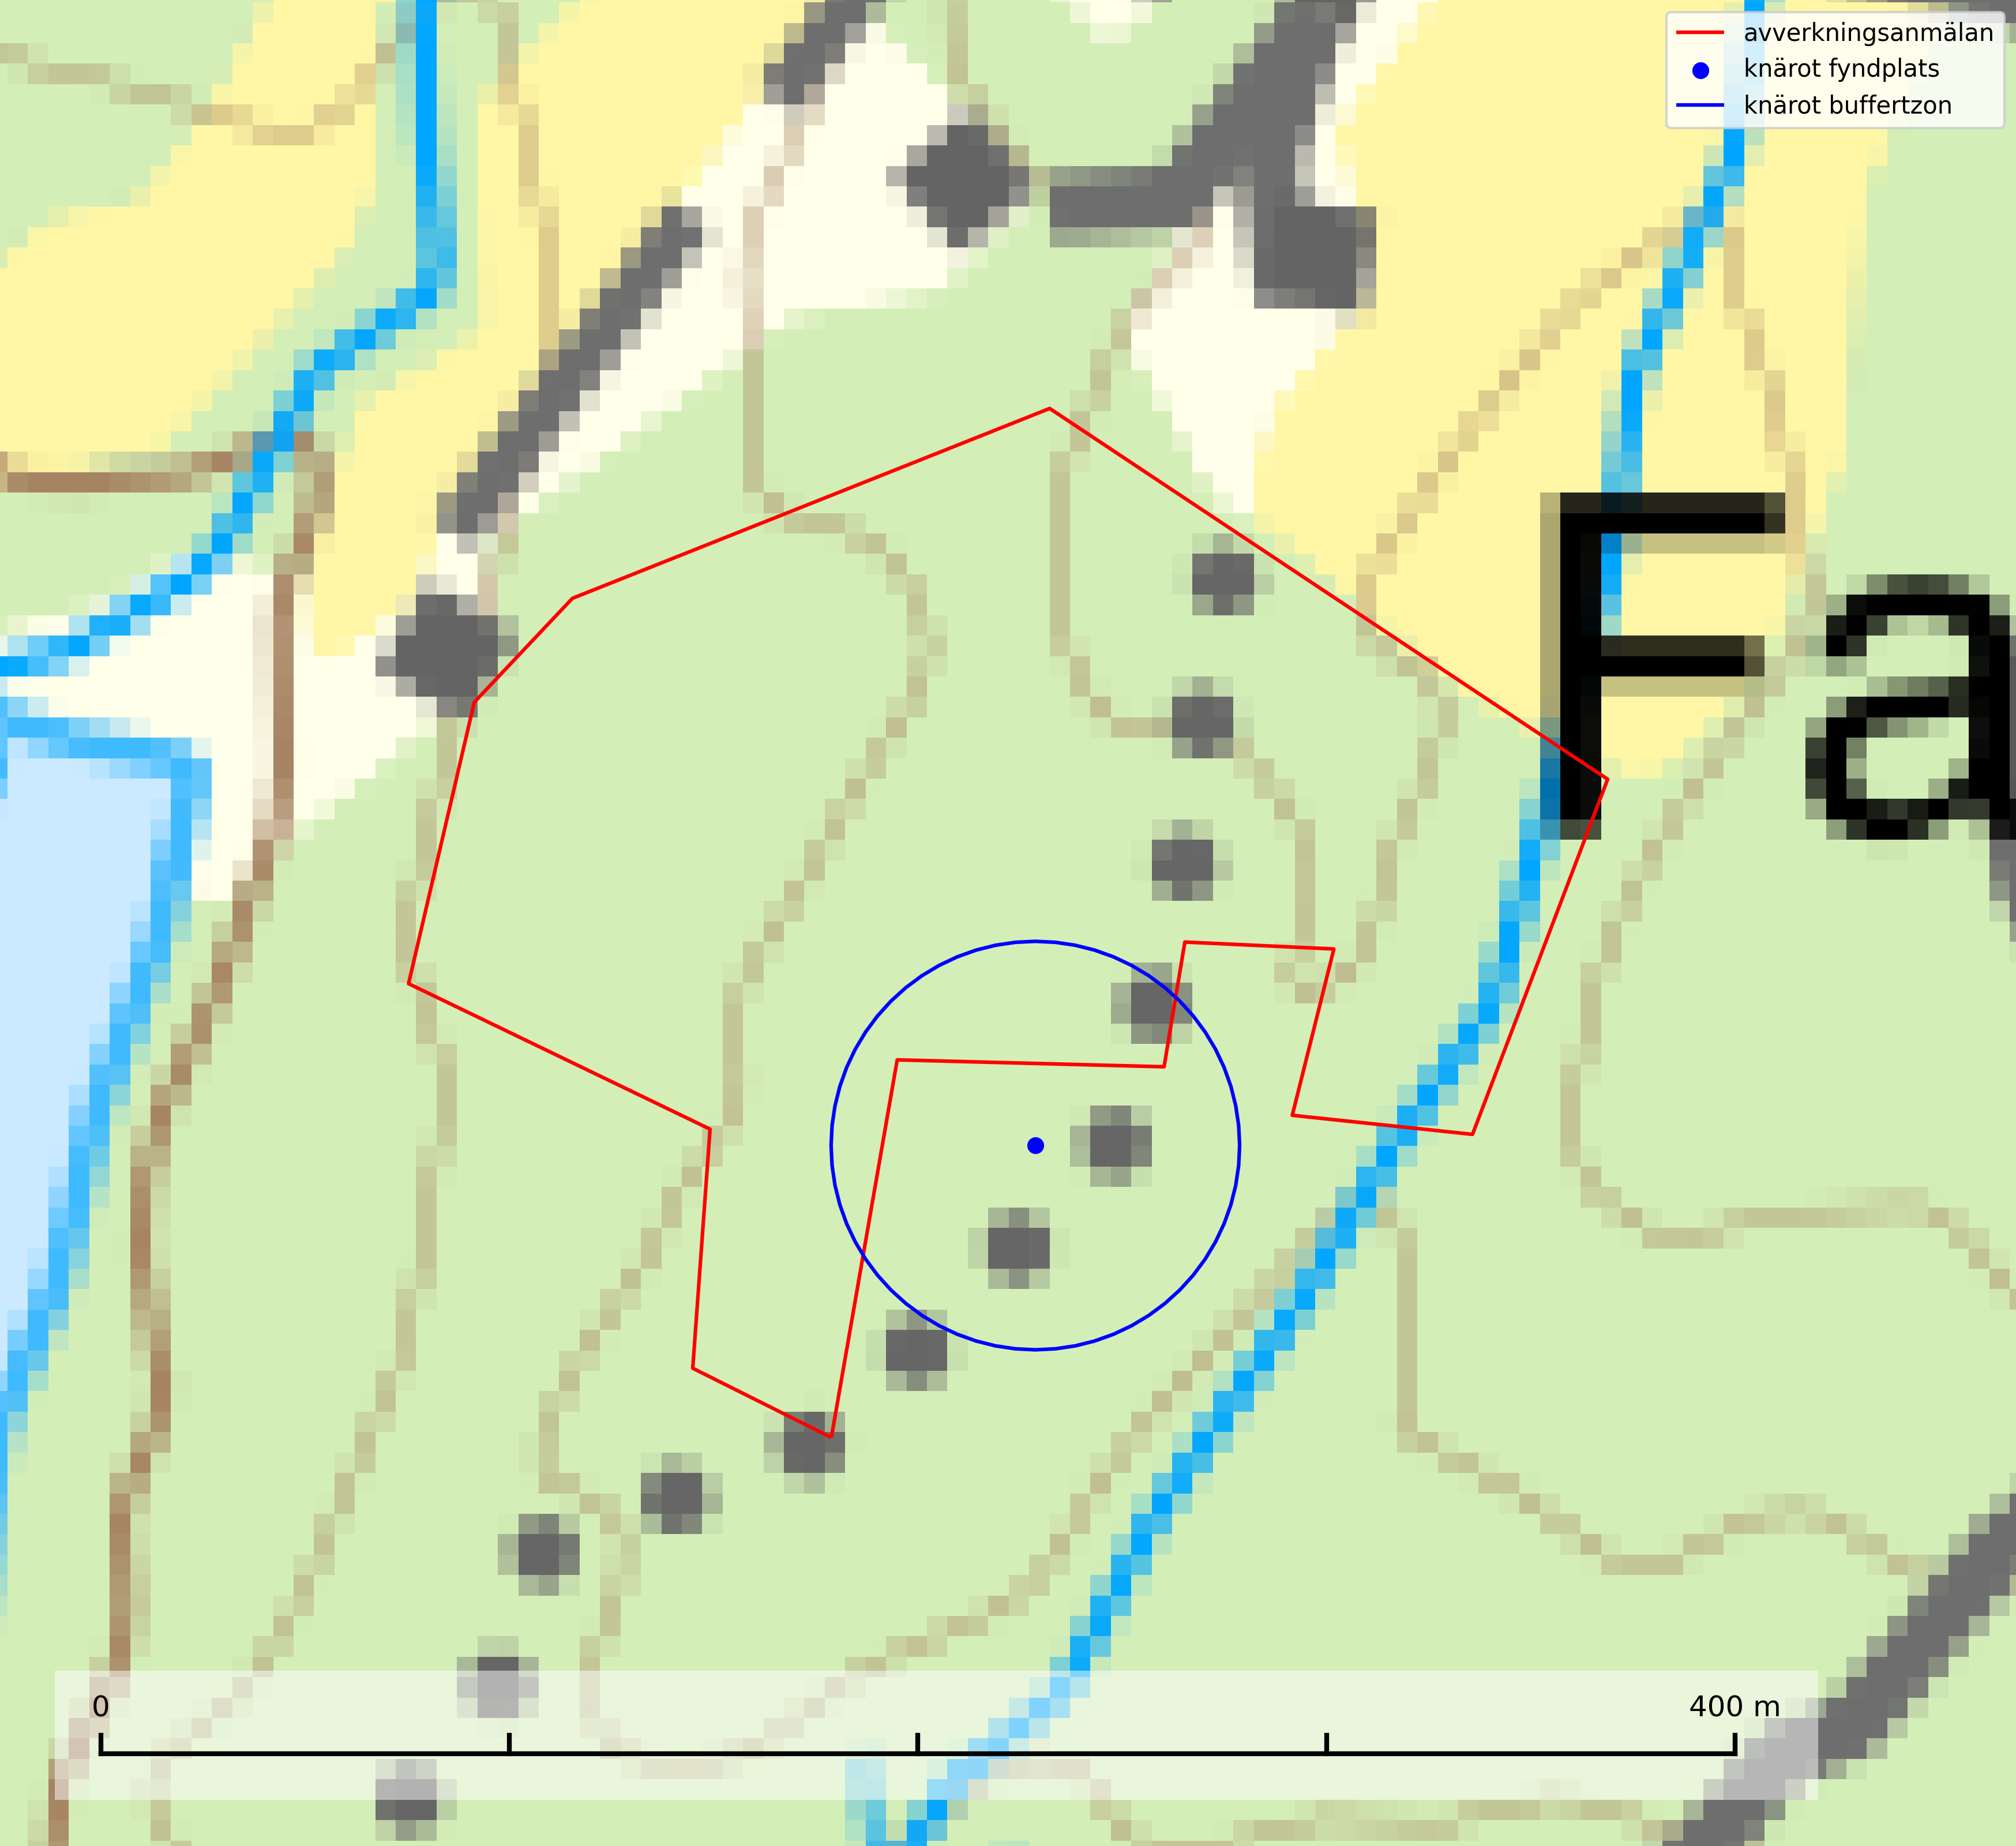 avverkningsanmälan
knärot fyndplats
knärot buffertzon
Fa
0 400 m